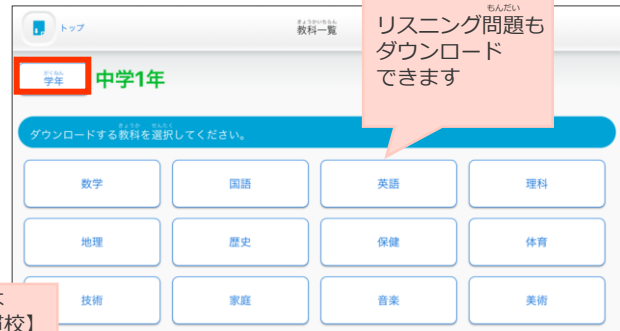 トップ
教科一覧
きょうかいちらん
リスニング問題も
もんだい
ダウンロード
できます
学年
がくねん
中学1年
ダウンロードする教科を選択してください。
きょうか
せんたく
数学
国語
英語
理科
地理
歴史
保健
体育
技術
家庭
音楽
美術
校】